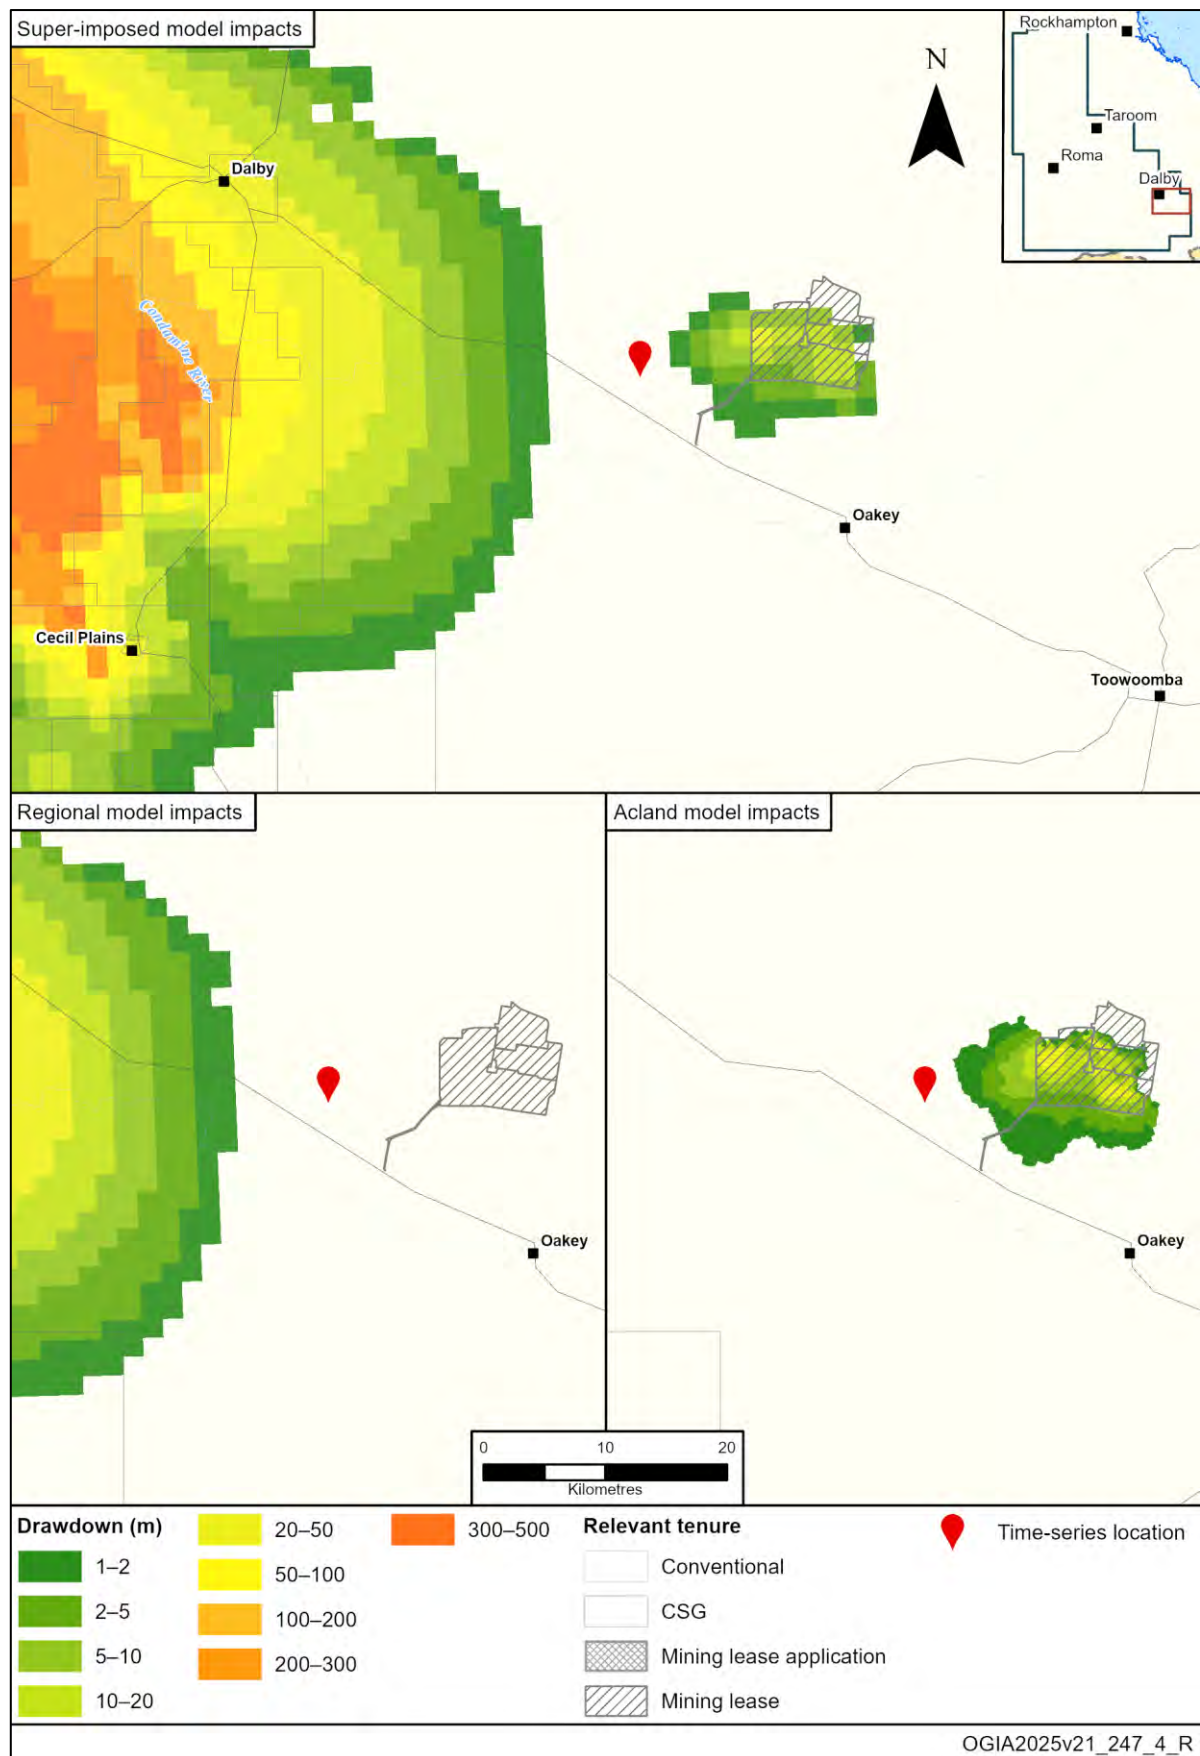 Super-imposed model impacts
N
Rockhampton
Taroom
Roma
Dalby
Dalby
Condamine River
Oakey
Cecil Plains
Toowoomba
Regional model impacts
Acland model impacts
Oakey
Oakey
0 10 20
Kilometres
Drawdown (m)
1–2
2–5
5–10
10–20
20–50
50–100
100–200
200–300
300–500
Relevant tenure
Conventional
CSG
Mining lease application
Mining lease
Time-series location
OGIA2025v21_247_4_R